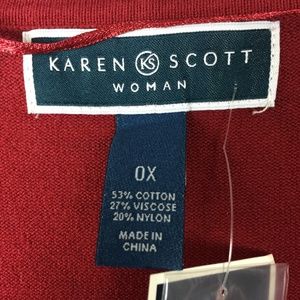 KAREN KS SCOTT
WOMAN
0X
53% COTTON
27% VISCOSE
20% NYLON
MADE IN
CHINA